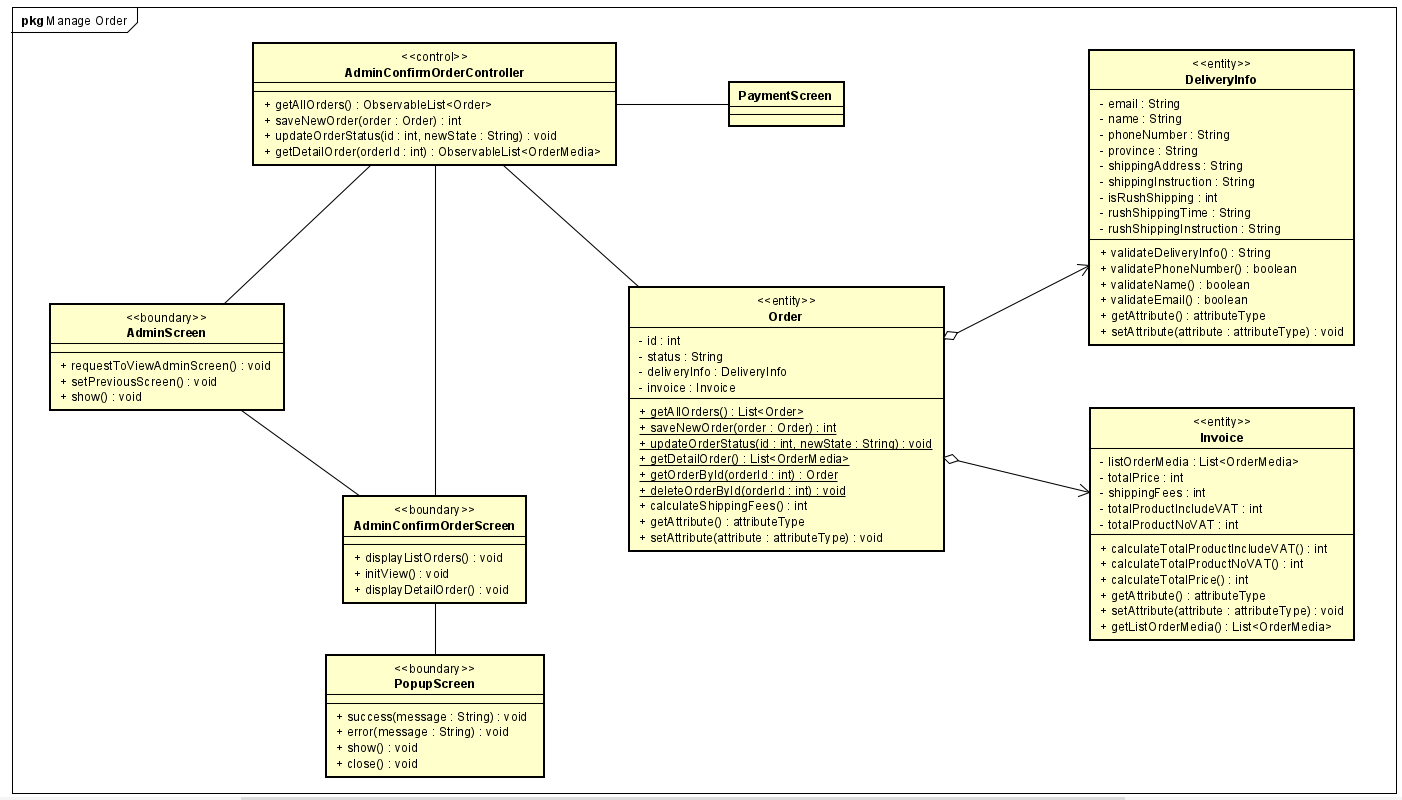 pkg Manage Order
<<control>>
AdminConfirmOrderController
+ getAllOrders() : ObservableList<Order>
+ saveNewOrder(order : Order) : int
+ updateOrderStatus(id : int, newState : String) : void
+ getDetailOrder(orderId : int) : ObservableList<OrderMedia>
PaymentScreen
<<entity>>
DeliveryInfo
- email : String
- name : String
- phoneNumber : String
- province : String
- shippingAddress : String
- shippingInstruction : String
- isRushShipping : int
- rushShippingTime : String
- rushShippingInstruction : String
+ validateDeliveryInfo() : String
+ validatePhoneNumber() : boolean
+ validateName() : boolean
+ validateEmail() : boolean
+ getAttribute() : attributeType
+ setAttribute(attribute : attributeType) : void
<<boundary>>
AdminScreen
+ requestToViewAdminScreen() : void
+ setPreviousScreen() : void
+ show() : void
<<entity>>
Order
- id : int
- status : String
- deliveryInfo : DeliveryInfo
- invoice : Invoice
+ getAllOrders() : List<Order>
+ saveNewOrder(order : Order) : int
+ updateOrderStatus(id : int, newState : String) : void
+ getDetailOrder() : List<OrderMedia>
+ getOrderById(orderId : int) : Order
+ deleteOrderById(orderId : int) : void
+ calculateShippingFees() : int
+ getAttribute() : attributeType
+ setAttribute(attribute : attributeType) : void
<<entity>>
Invoice
- listOrderMedia : List<OrderMedia>
- totalPrice : int
- shippingFees : int
- totalProductIncludeVAT : int
- totalProductNoVAT : int
+ calculateTotalProductIncludeVAT() : int
+ calculateTotalProductNoVAT() : int
+ calculateTotalPrice() : int
+ getAttribute() : attributeType
+ setAttribute(attribute : attributeType) : void
+ getListOrderMedia() : List<OrderMedia>
<<boundary>>
AdminConfirmOrderScreen
+ displayListOrders() : void
+ initView() : void
+ displayDetailOrder() : void
<<boundary>>
PopupScreen
+ success(message : String) : void
+ error(message : String) : void
+ show() : void
+ close() : void